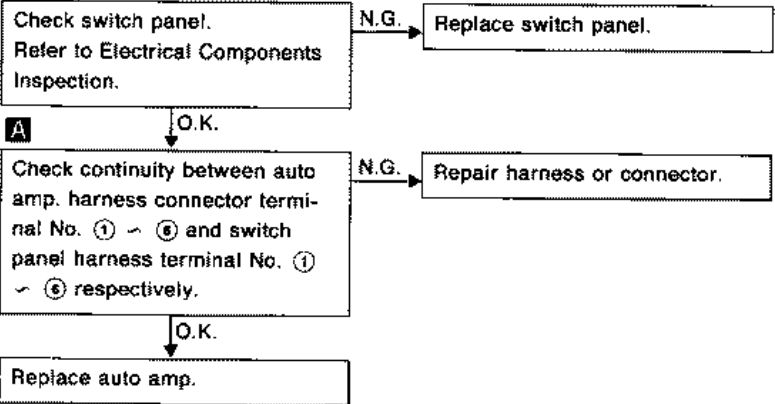 Check switch panel.
Refer to Electrical Components
Inspection.
N.G.
Replace switch panel.
O.K.
A
Check continuity between auto
amp. harness connector termi-
nal No. ① ~ ⑥ and switch
panel harness terminal No. ①
~ ⑥ respectively.
N.G.
Repair harness or connector.
O.K.
Replace auto amp.